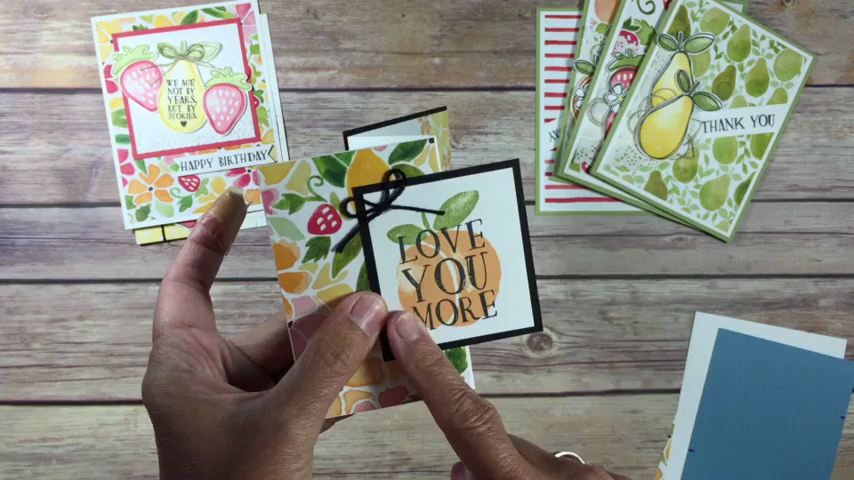 WE AGE
NOT BY
YEARS,
BUT BY
STORIES.
HAPPY BIRTHDAY
THANK YOU
LOVE
YOU
MORE